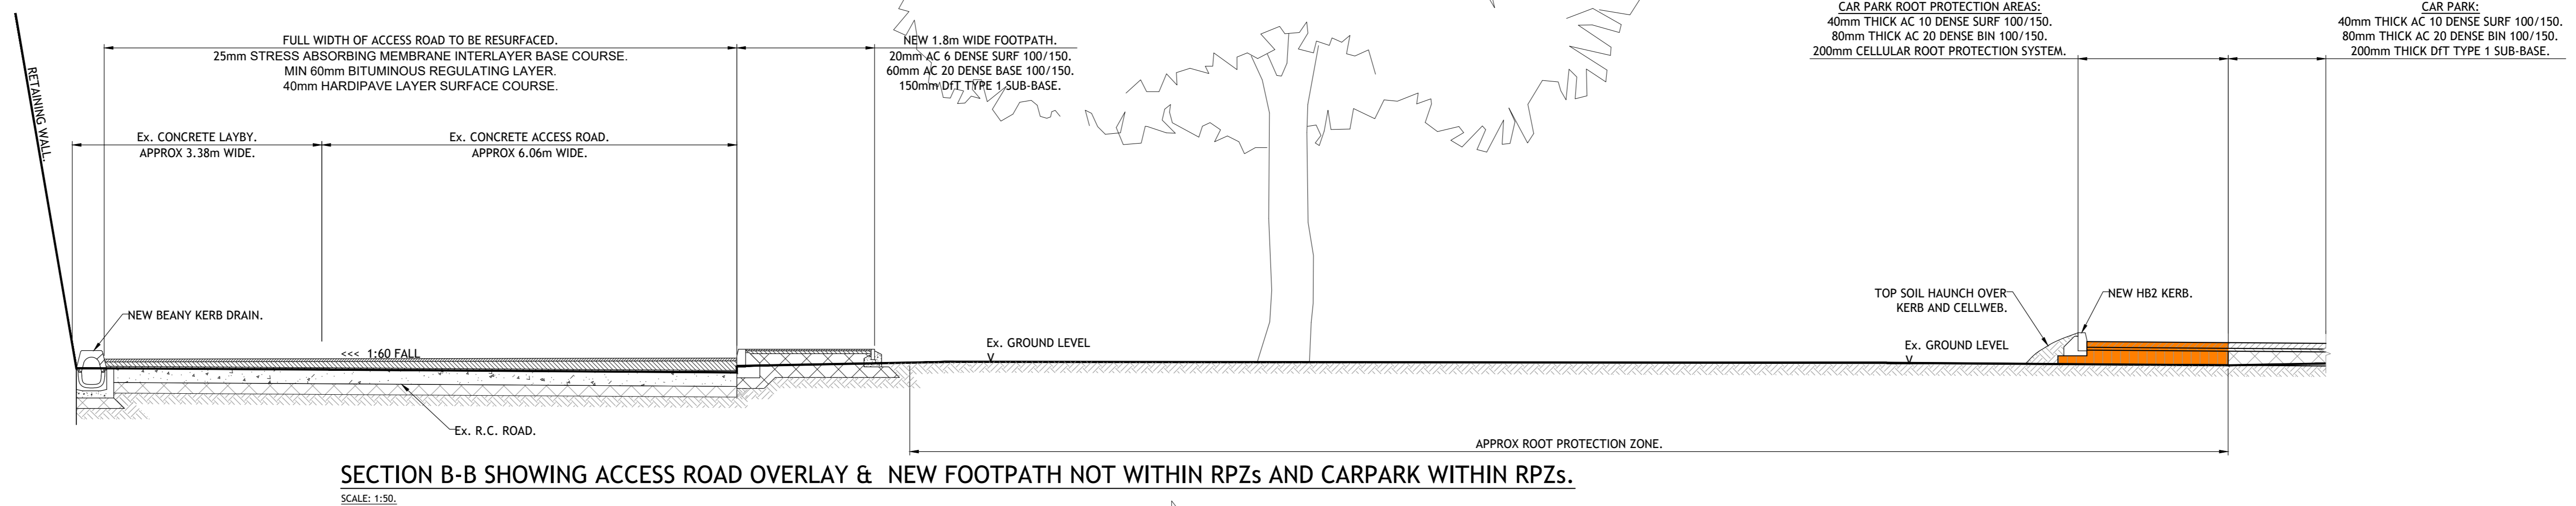 CAR PARK ROOT PROTECTION AREAS:
40mm THICK AC 10 DENSE SURF 100/150.
80mm THICK AC 20 DENSE BIN 100/150.
200mm CELLULAR ROOT PROTECTION SYSTEM.
CAR PARK:
40mm THICK AC 10 DENSE SURF 100/150.
80mm THICK AC 20 DENSE BIN 100/150.
200mm THICK DfT TYPE 1 SUB-BASE.
FULL WIDTH OF ACCESS ROAD TO BE RESURFACED.
25mm STRESS ABSORBING MEMBRANE INTERLAYER BASE COURSE.
MIN 60mm BITUMINOUS REGULATING LAYER.
40mm HARDIPAVE LAYER SURFACE COURSE.
NEW 1.8m WIDE FOOTPATH.
20mm AC 6 DENSE SURF 100/150.
60mm AC 20 DENSE BASE 100/150.
150mm DfT TYPE 1 SUB-BASE.
RETAINING WALL.
Ex. CONCRETE LAYBY.
APPROX 3.38m WIDE.
Ex. CONCRETE ACCESS ROAD.
APPROX 6.06m WIDE.
NEW BEANY KERB DRAIN.
<<< 1:60 FALL
Ex. GROUND LEVEL
TOP SOIL HAUNCH OVER
KERB AND CELLWEB.
NEW HB2 KERB.
Ex. GROUND LEVEL
Ex. R.C. ROAD.
APPROX ROOT PROTECTION ZONE.
SECTION B-B SHOWING ACCESS ROAD OVERLAY & NEW FOOTPATH NOT WITHIN RPZs AND CARPARK WITHIN RPZs.
SCALE: 1:50.